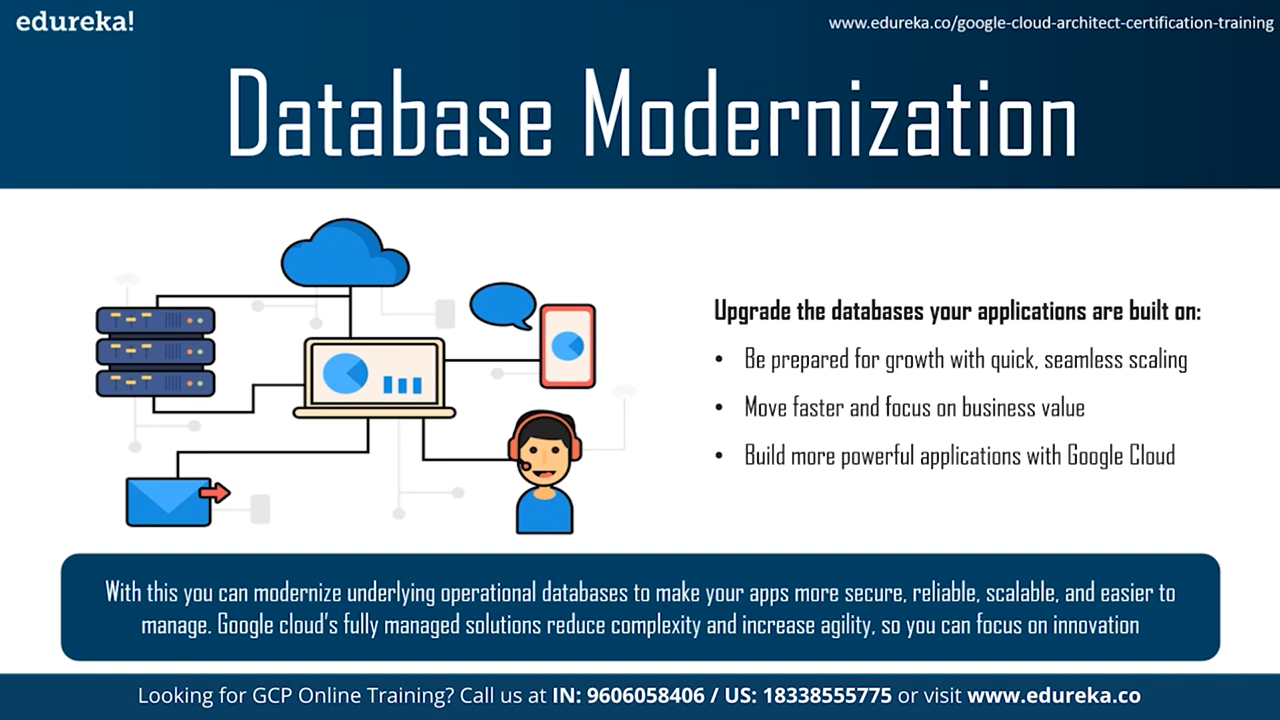 edureka!
www.edureka.co/google-cloud-architect-certification-training
Database Modernization
Upgrade the databases your applications are built on:
• Be prepared for growth with quick, seamless scaling
• Move faster and focus on business value
• Build more powerful applications with Google Cloud
With this you can modernize underlying operational databases to make your apps more secure, reliable, scalable, and easier to
manage. Google cloud's fully managed solutions reduce complexity and increase agility, so you can focus on innovation
Looking for GCP Online Training? Call us at IN: 9606058406 / US: 18338555775 or visit www.edureka.co